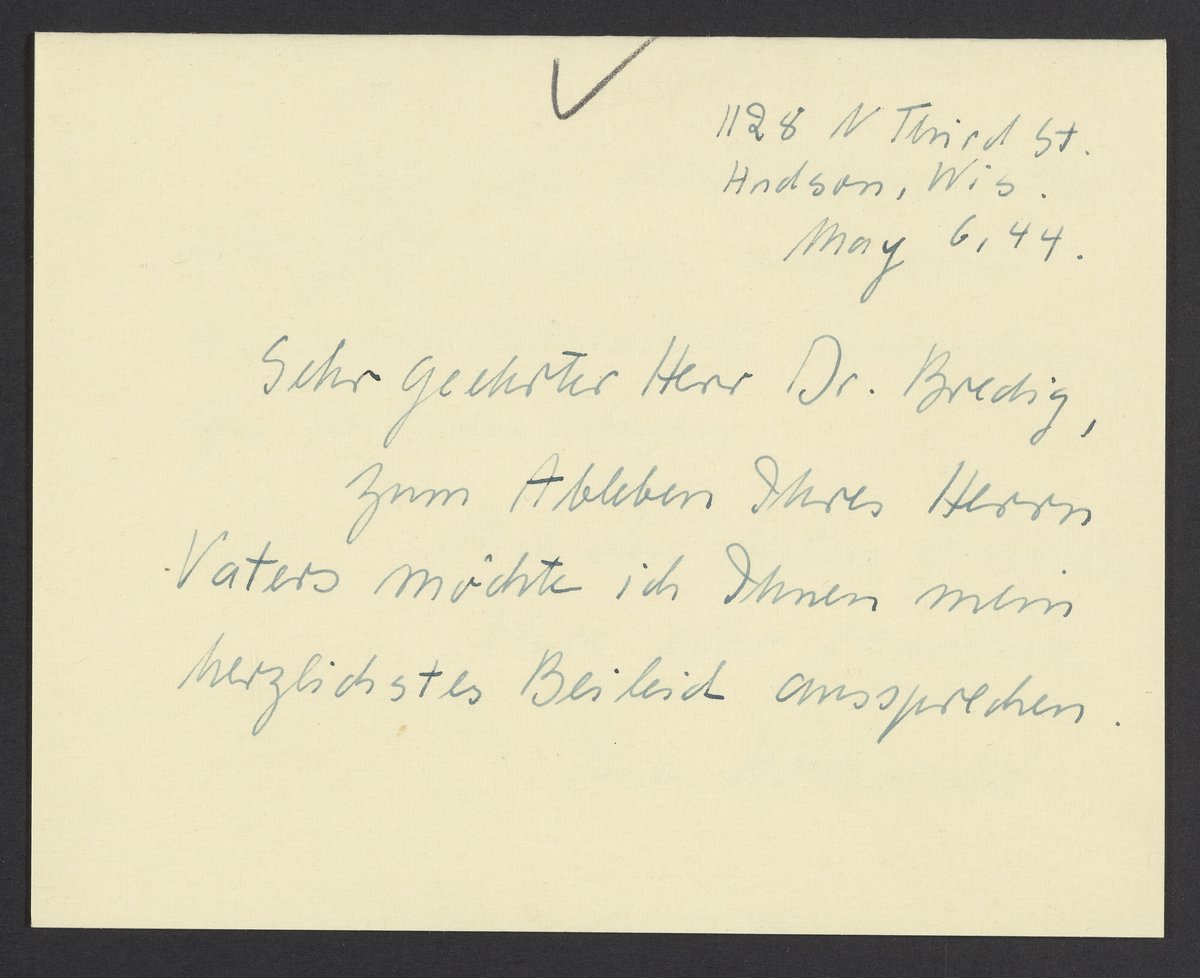 1128 N Third St.
Hudson, Wis.
May 6, 44.
Sehr geehrter Herr Dr. Bredig,
zum Ableben Ihres Herrn
Vaters möchte ich Ihnen mein
herzlichstes Beileid aussprechen.